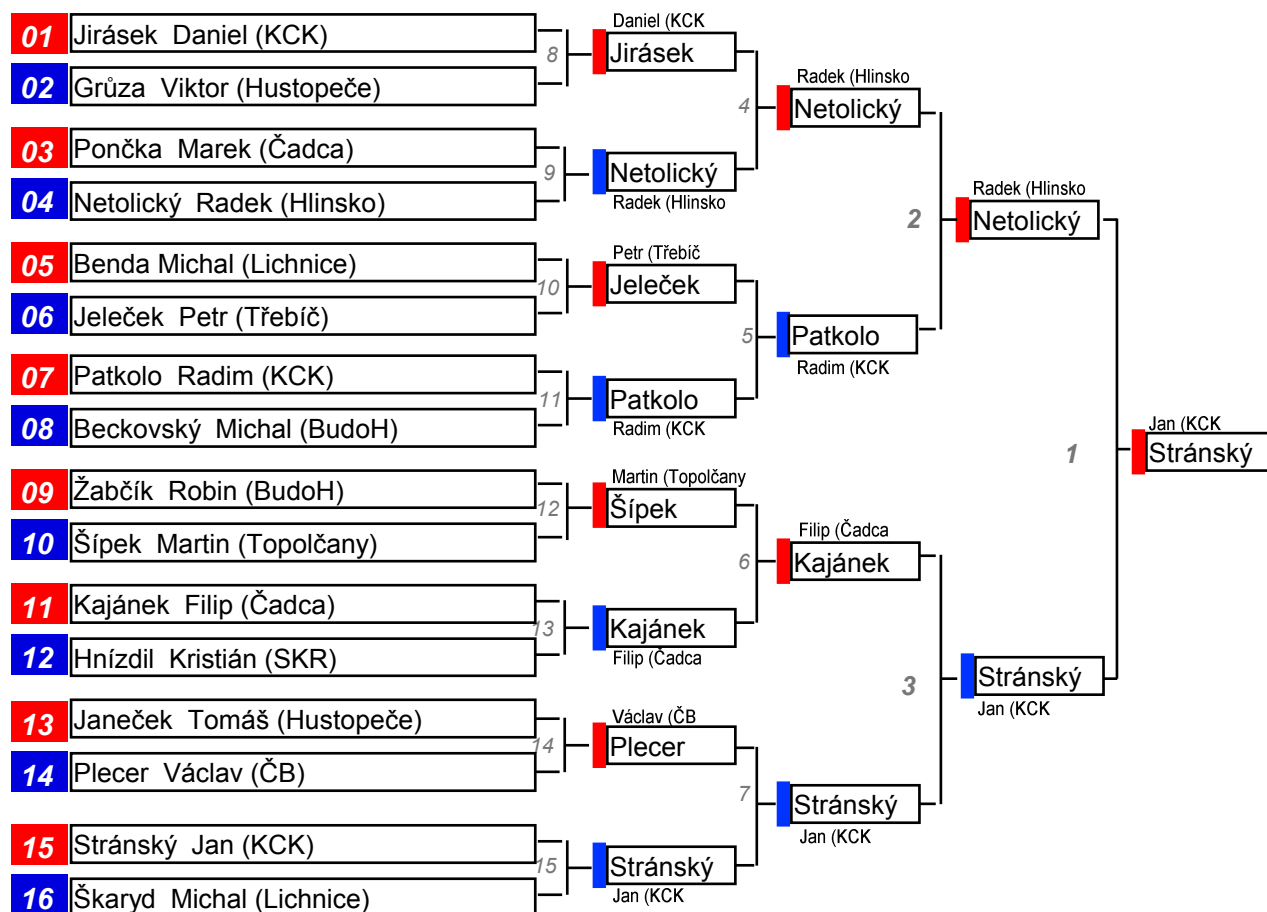 01 Jirásek Daniel (KCK)
02 Grůza Viktor (Hustopeče)
03 Pončka Marek (Čadca)
04 Netolický Radek (Hlinsko)
05 Benda Michal (Lichnice)
06 Jeleček Petr (Třebíč)
07 Patkolo Radim (KCK)
08 Beckovský Michal (BudoH)
09 Žabčík Robin (BudoH)
10 Šípek Martin (Topolčany)
11 Kajánek Filip (Čadca)
12 Hnízdil Kristián (SKR)
13 Janeček Tomáš (Hustopeče)
14 Plecer Václav (ČB)
15 Stránský Jan (KCK)
16 Škaryd Michal (Lichnice)
8
9
10
11
12
13
14
15
Daniel (KCK
Jirásek
Netolický
Radek (Hlinsko
Petr (Třebíč
Jeleček
Patkolo
Radim (KCK
Martin (Topolčany
Šípek
Kajánek
Filip (Čadca
Václav (ČB
Plecer
Stránský
Jan (KCK
4
5
6
7
Radek (Hlinsko
Netolický
Patkolo
Radim (KCK
Filip (Čadca
Kajánek
Stránský
Jan (KCK
2
3
Radek (Hlinsko
Netolický
Stránský
Jan (KCK
1
Jan (KCK
Stránský